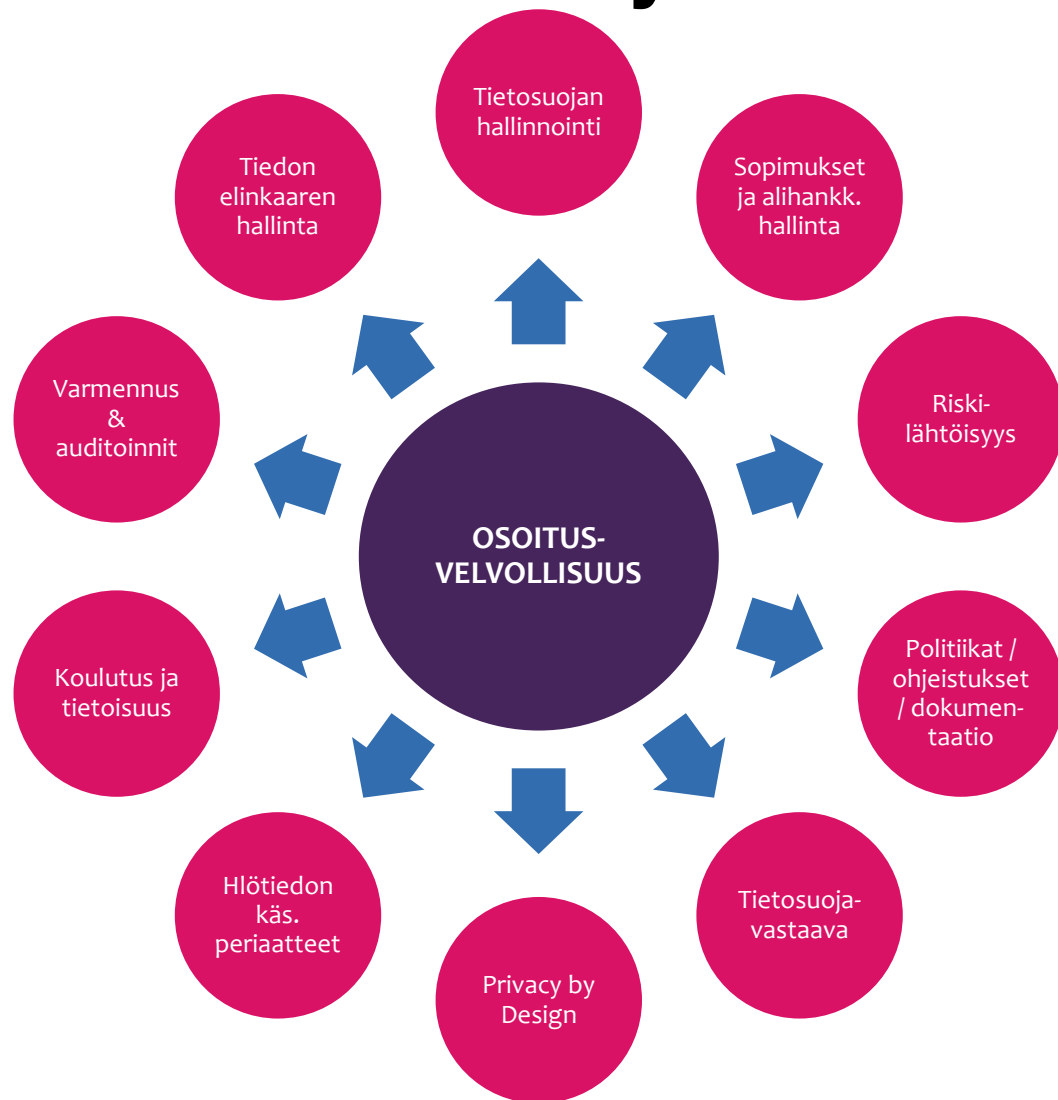 Tietosuojan
hallinnointi
Sopimukset
ja alihankk.
hallinta
Riski-
lähtöisyys
Politiikat /
ohjeistukset
/ dokumen-
taatio
Tietosuoja-
vastaava
Privacy by
Design
Hlötiedon
käs.
periaatteet
Koulutus ja
tietoisuus
Varmennus
&
auditoinnit
Tiedon
elinkaaren
hallinta
OSOITUS-
VELVOLLISUUS